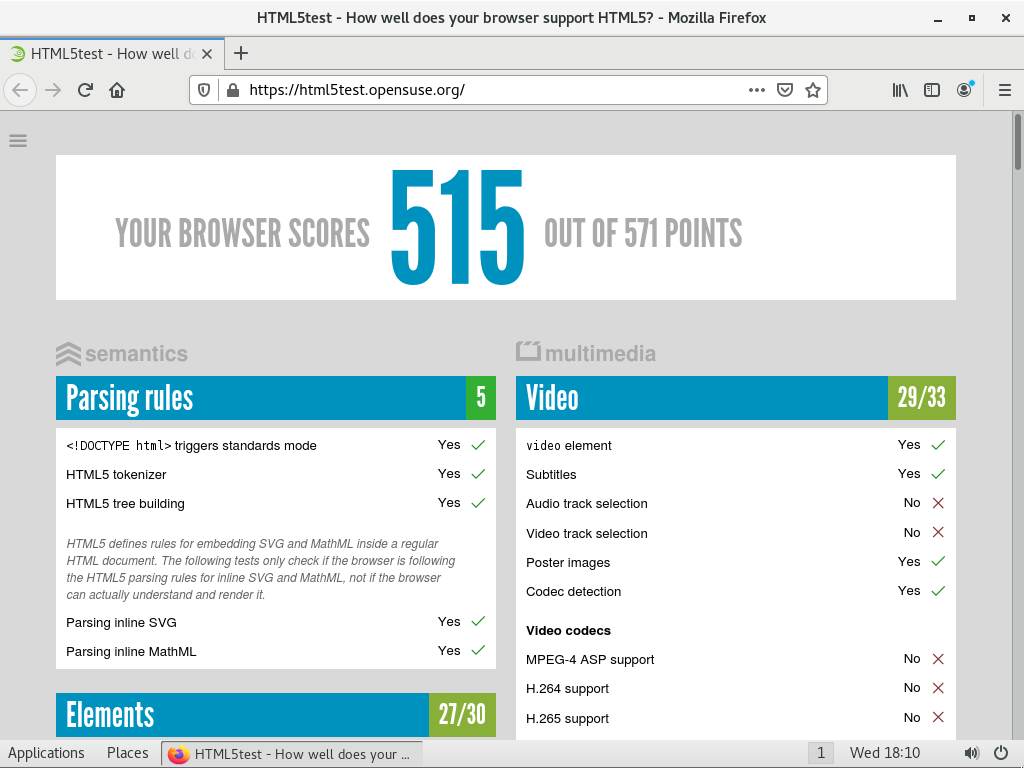 HTML5test - How well does your browser support HTML5? - Mozilla Firefox
HTML5test - How well d
https://html5test.opensuse.org/
YOUR BROWSER SCORES 515 OUT OF 571 POINTS
semantics
Parsing rules 5
<!DOCTYPE html> triggers standards mode Yes
HTML5 tokenizer Yes
HTML5 tree building Yes
HTML5 defines rules for embedding SVG and MathML inside a regular
HTML document. The following tests only check if the browser is following
the HTML5 parsing rules for inline SVG and MathML, not if the browser
can actually understand and render it.
Parsing inline SVG Yes
Parsing inline MathML Yes
Elements 27/30
multimedia
Video 29/33
video element Yes
Subtitles Yes
Audio track selection No
Video track selection No
Poster images Yes
Codec detection Yes
Video codecs
MPEG-4 ASP support No
H.264 support No
H.265 support No
Applications Places HTML5test - How well does your ... 1 Wed 18:10